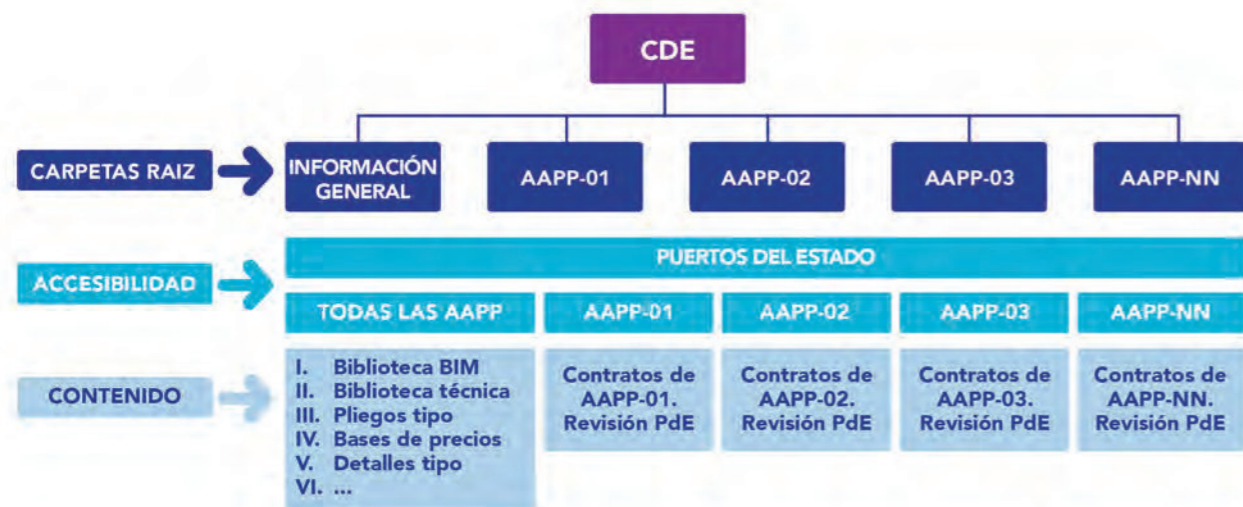 CDE
CARPETAS RAIZ
INFORMACIÓN
GENERAL
AAPP-01
AAPP-02
AAPP-03
AAPP-NN
ACCESIBILIDAD
PUERTOS DEL ESTADO
TODAS LAS AAPP
AAPP-01
AAPP-02
AAPP-03
AAPP-NN
CONTENIDO
I. Biblioteca BIM
II. Biblioteca técnica
III. Pliegos tipo
IV. Bases de precios
V. Detalles tipo
VI. ...
Contratos de
AAPP-01.
Revisión PdE
Contratos de
AAPP-02.
Revisión PdE
Contratos de
AAPP-03.
Revisión PdE
Contratos de
AAPP-NN.
Revisión PdE